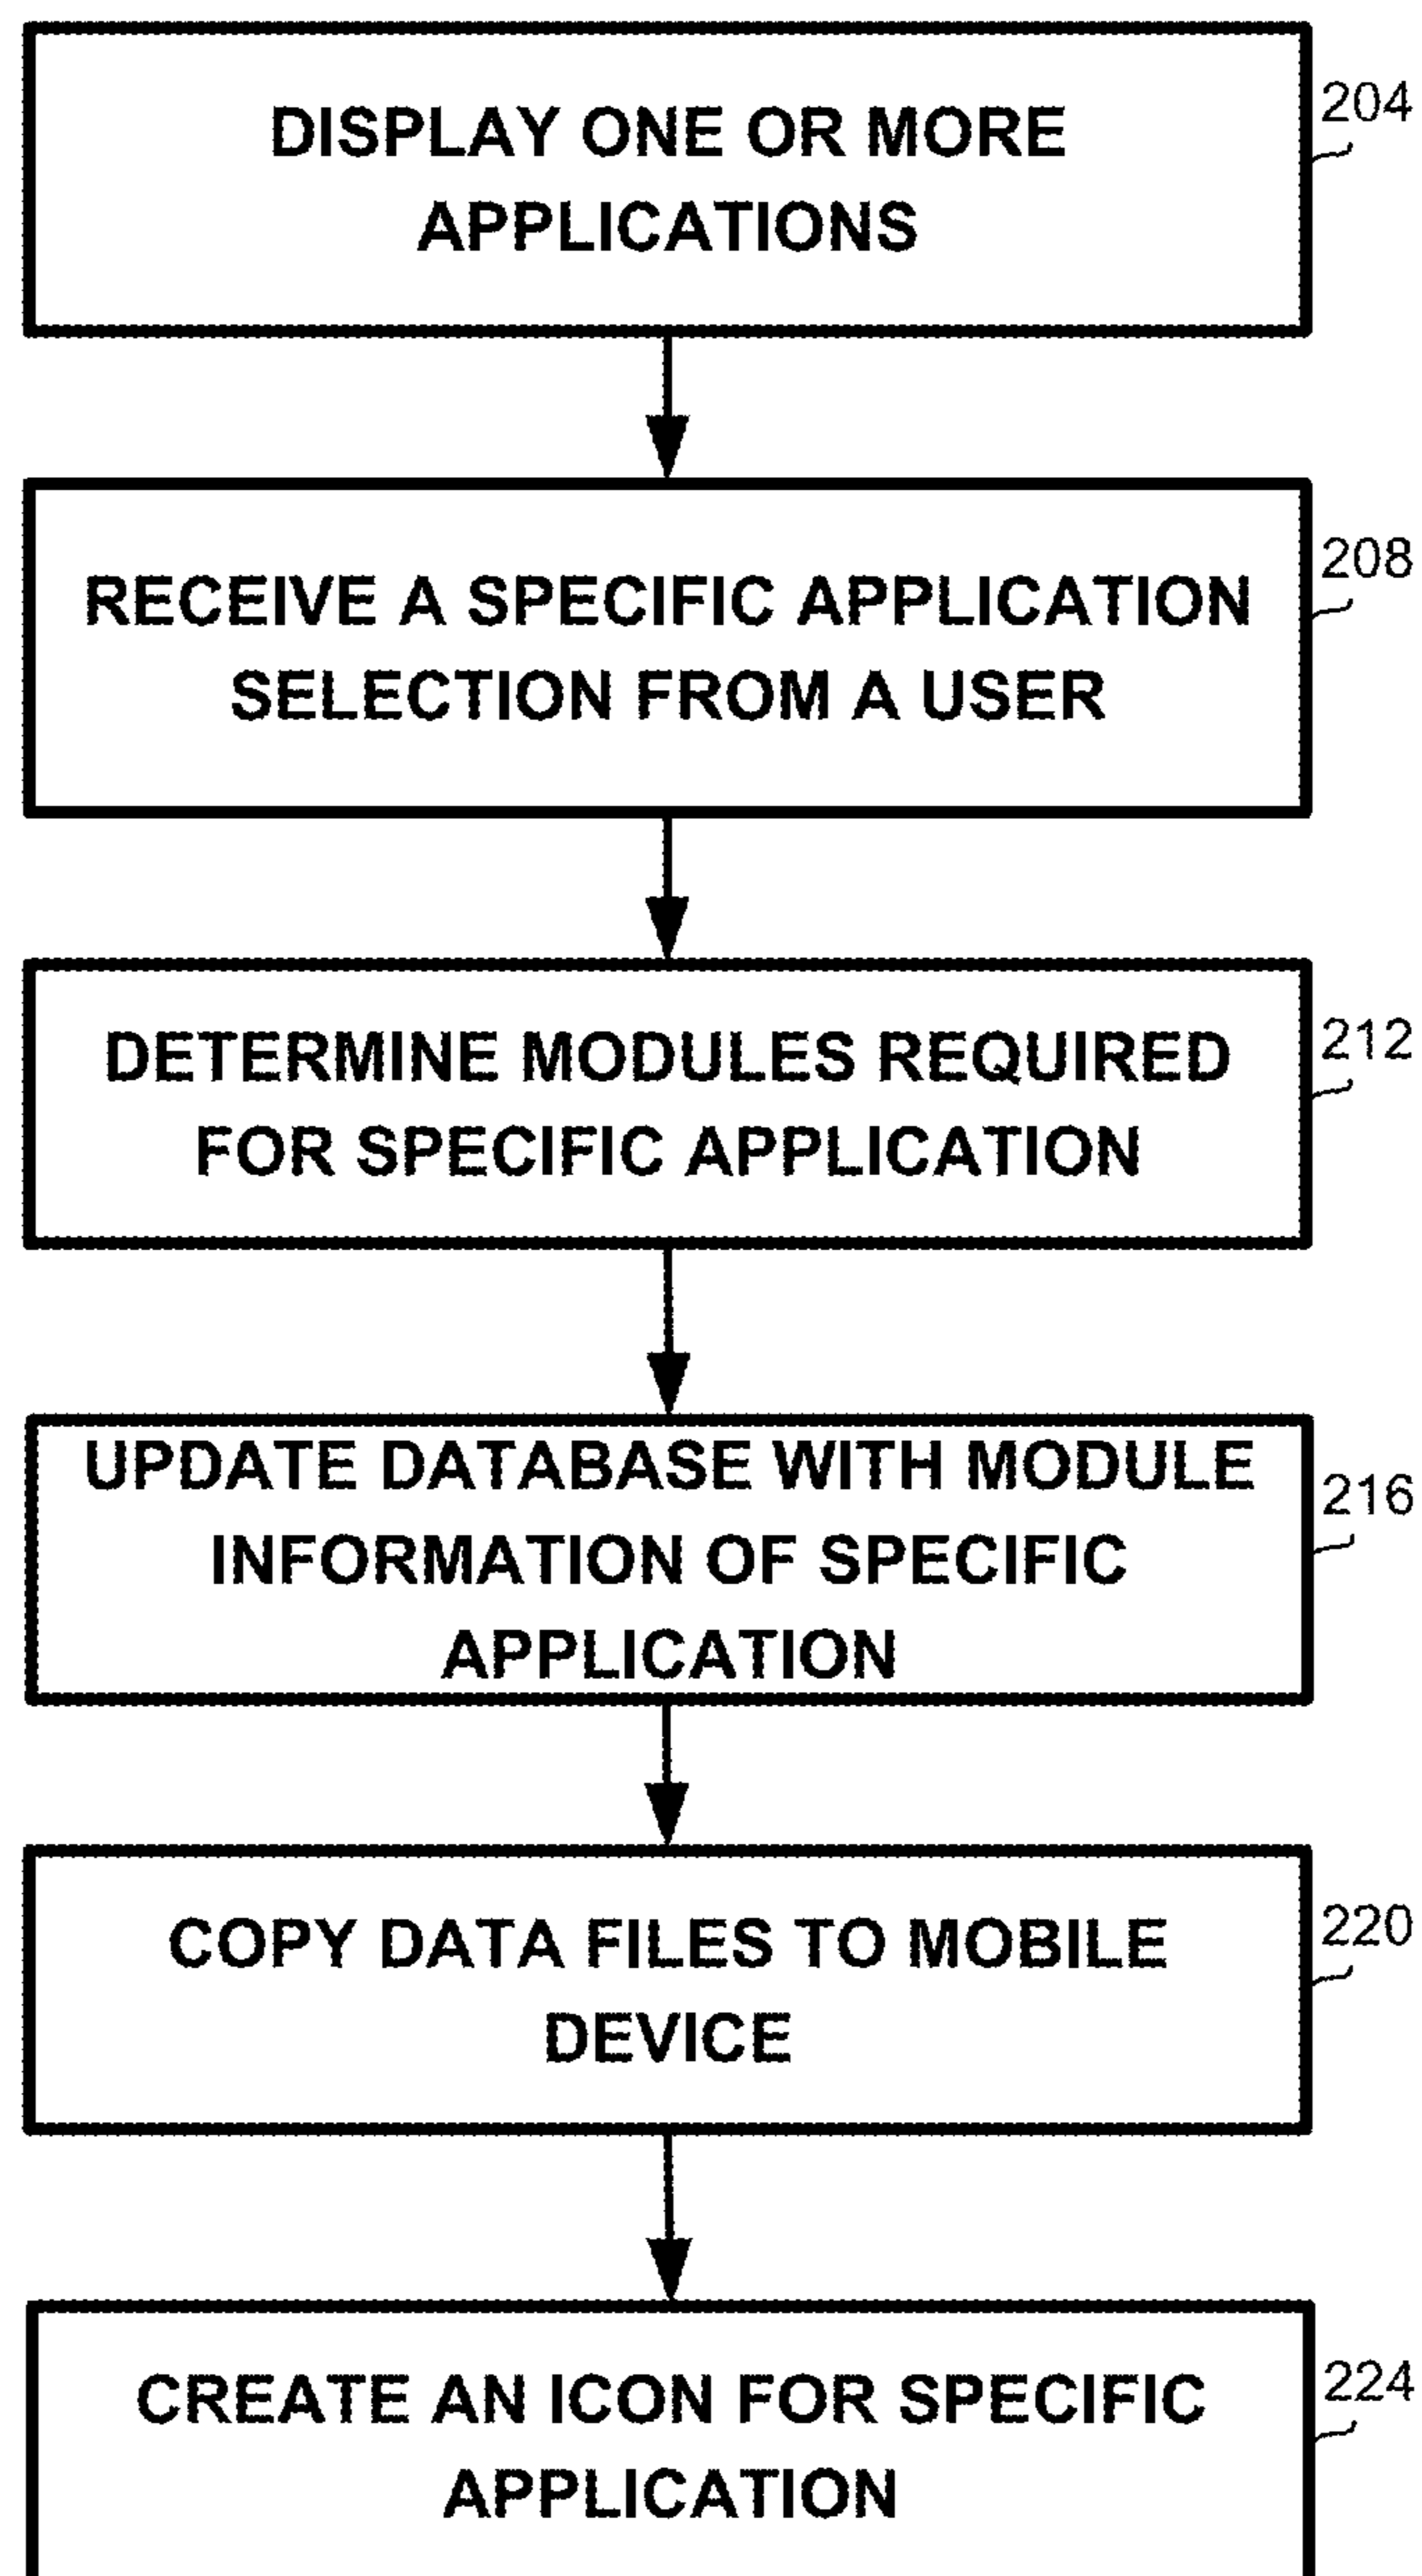 DISPLAY ONE OR MORE
APPLICATIONS
204
RECEIVE A SPECIFIC APPLICATION
SELECTION FROM A USER
208
DETERMINE MODULES REQUIRED
FOR SPECIFIC APPLICATION
212
UPDATE DATABASE WITH MODULE
INFORMATION OF SPECIFIC
APPLICATION
216
COPY DATA FILES TO MOBILE
DEVICE
220
CREATE AN ICON FOR SPECIFIC
APPLICATION
224